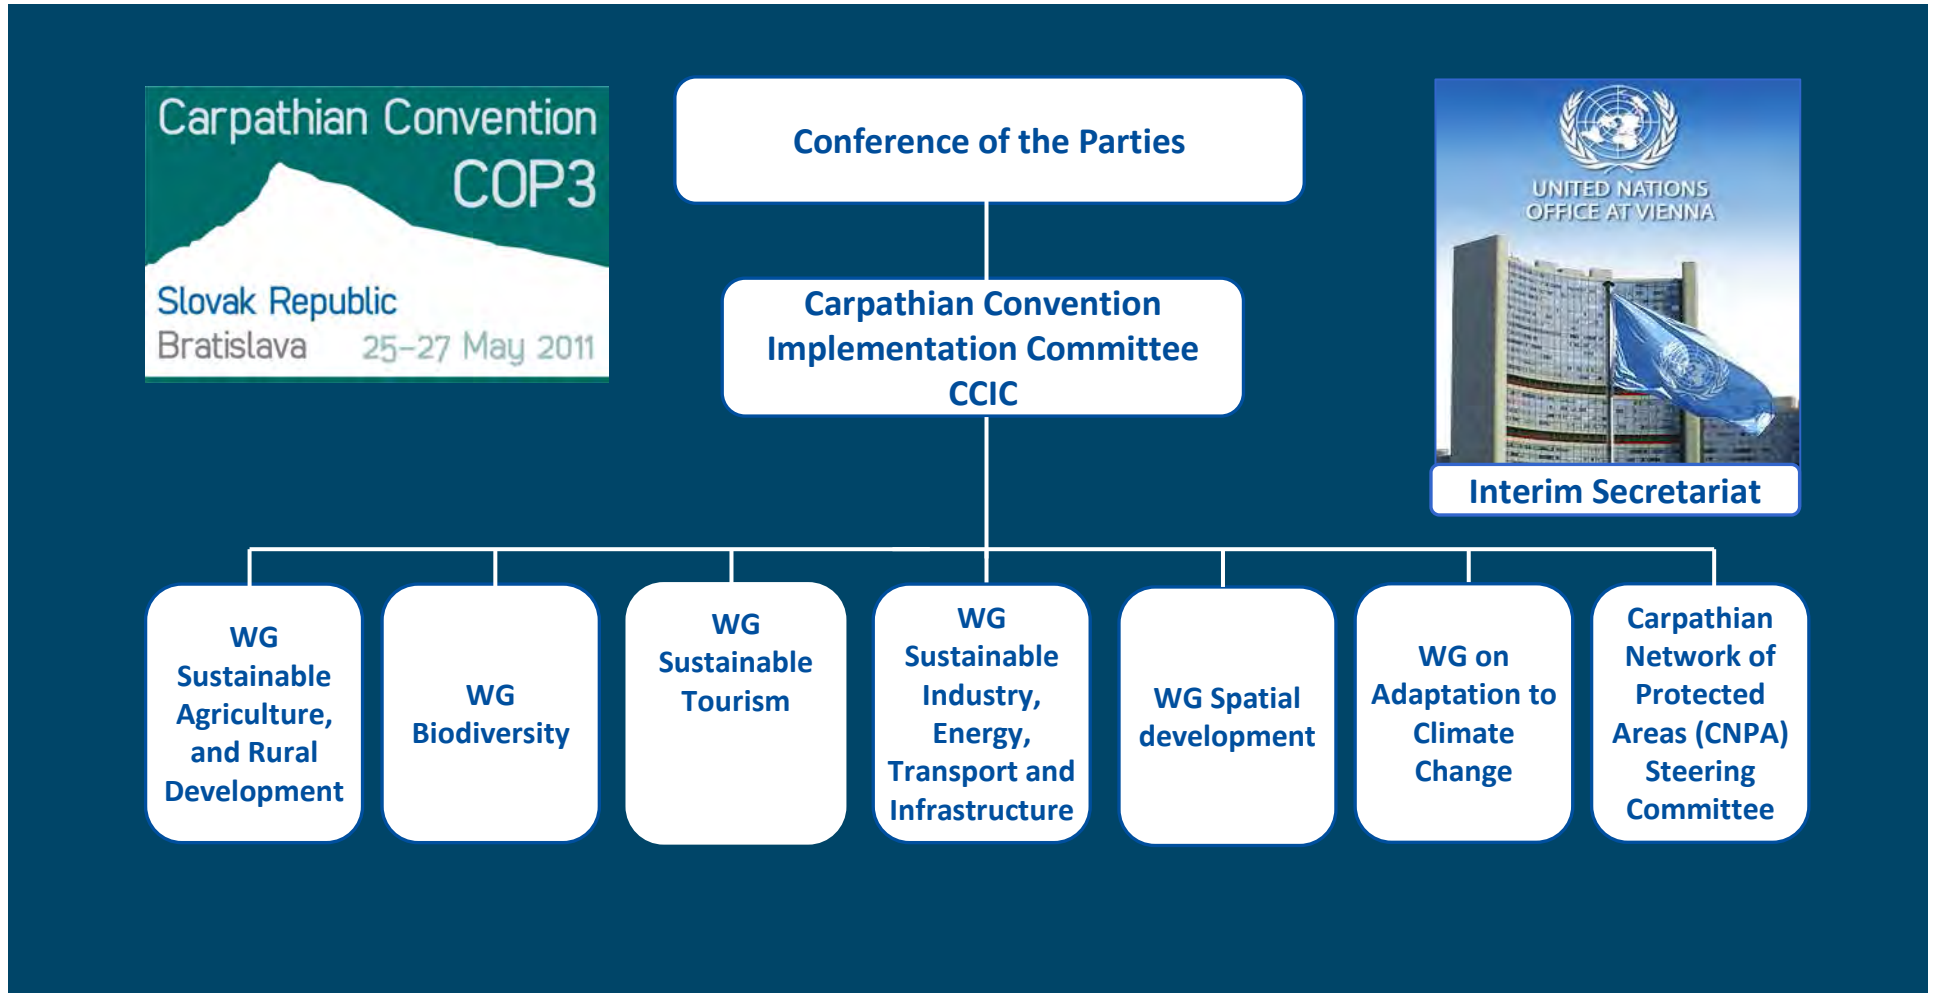 Carpathian Convention
COP3
Slovak Republic
Bratislava 25-27 May 2011
Conference of the Parties
UNITED NATIONS
OFFICE AT VIENNA
Carpathian Convention
Implementation Committee
CCIC
Interim Secretariat
WG
Sustainable
Agriculture,
and Rural
Development
WG
Biodiversity
WG
Sustainable
Tourism
WG
Sustainable
Industry,
Energy,
Transport and
Infrastructure
WG Spatial
development
WG on
Adaptation to
Climate
Change
Carpathian
Network of
Protected
Areas (CNPA)
Steering
Committee